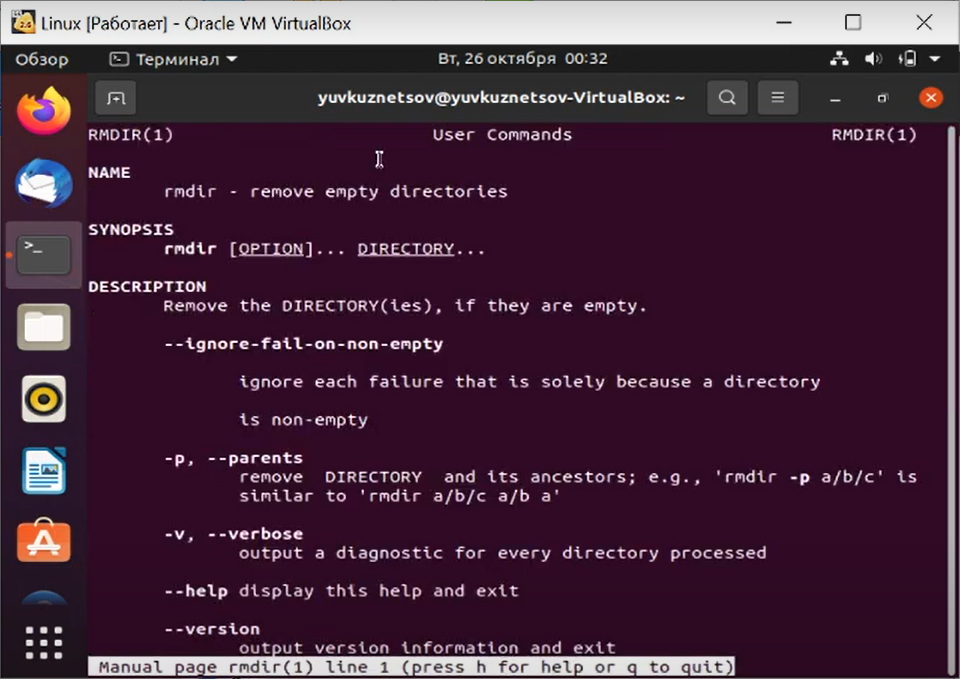 Linux [Работает] - Oracle VM VirtualBox
Обзор Терминал Вт, 26 октября 00:32
yuvkuznetsov@yuvkuznetsov-VirtualBox: ~
RMDIR(1) User Commands RMDIR(1)
NAME
rmdir - remove empty directories
SYNOPSIS
rmdir [OPTION]... DIRECTORY...
DESCRIPTION
Remove the DIRECTORY(ies), if they are empty.
--ignore-fail-on-non-empty
ignore each failure that is solely because a directory
is non-empty
-p, --parents
remove DIRECTORY and its ancestors; e.g., 'rmdir -p a/b/c' is
similar to 'rmdir a/b/c a/b a'
-v, --verbose
output a diagnostic for every directory processed
--help display this help and exit
--version
output version information and exit
Manual page rmdir(1) line 1 (press h for help or q to quit)